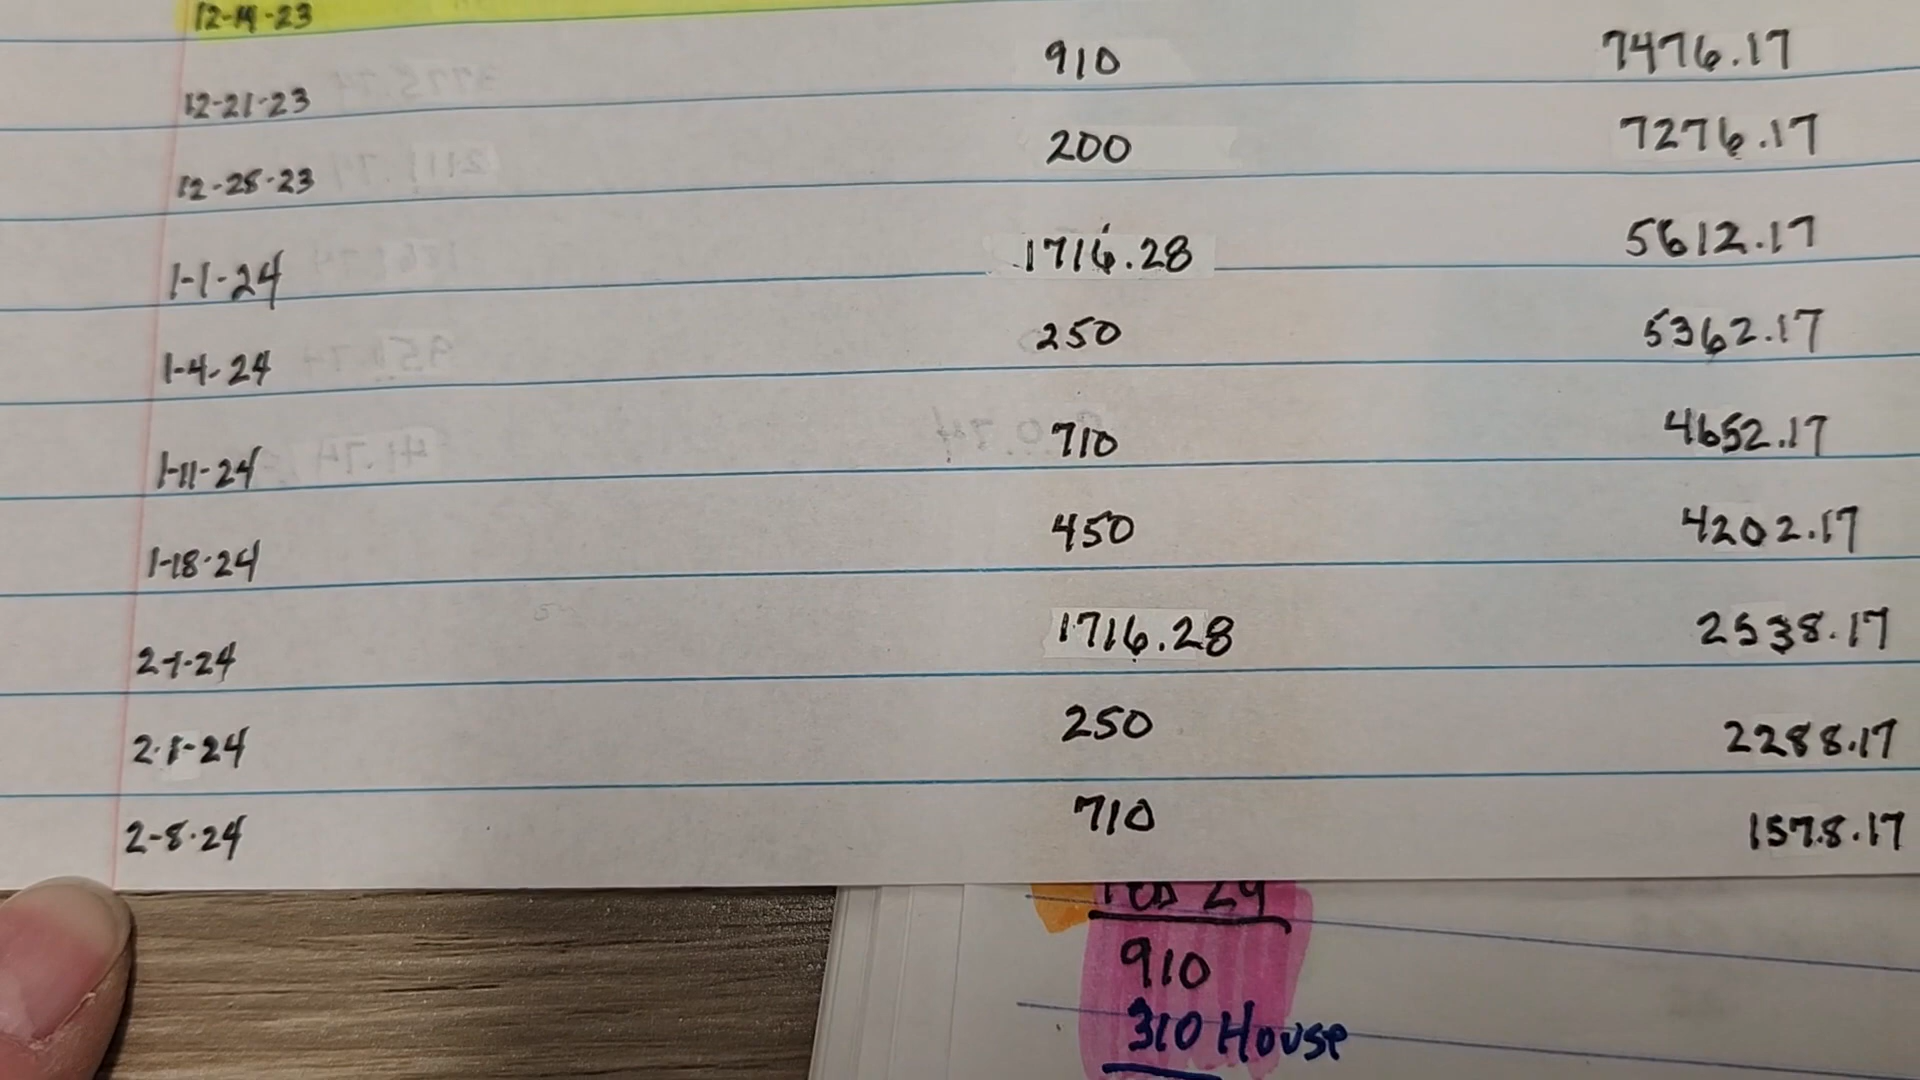 12-14-23
12-21-23 910 7476.17
12-28-23 200 7276.17
1-1-24 1716.28 5612.17
1-4-24 250 5362.17
1-11-24 710 4652.17
1-18-24 450 4202.17
2-1-24 1716.28 2538.17
2-1-24 250 2288.17
2-8-24 710 1578.17
910
310 House